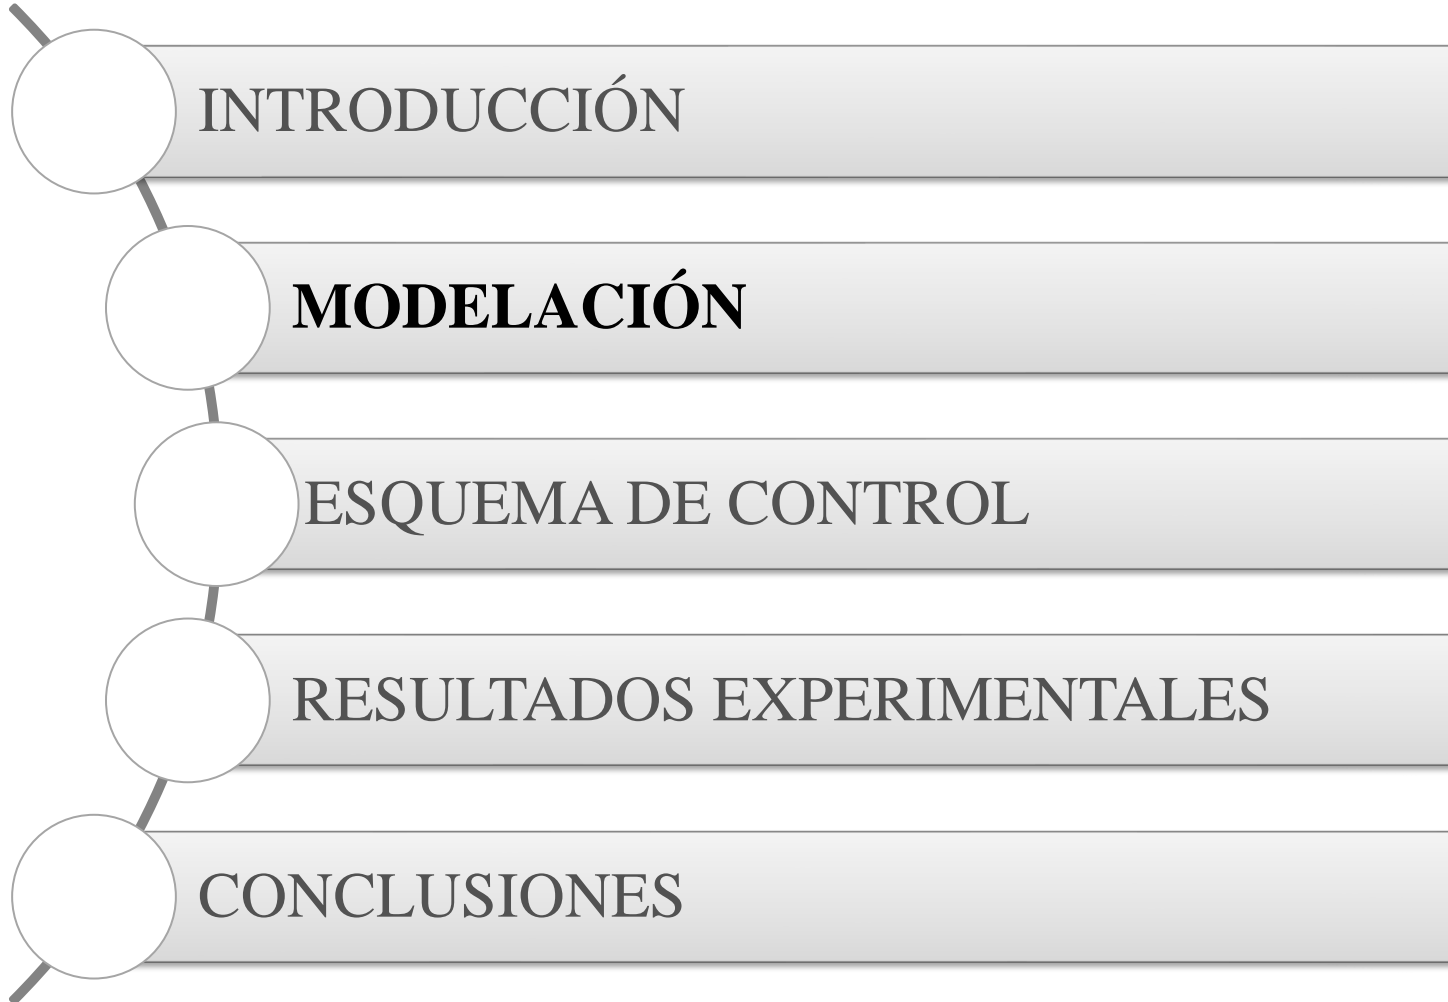 INTRODUCCIÓN
MODELACIÓN
ESQUEMA DE CONTROL
RESULTADOS EXPERIMENTALES
CONCLUSIONES